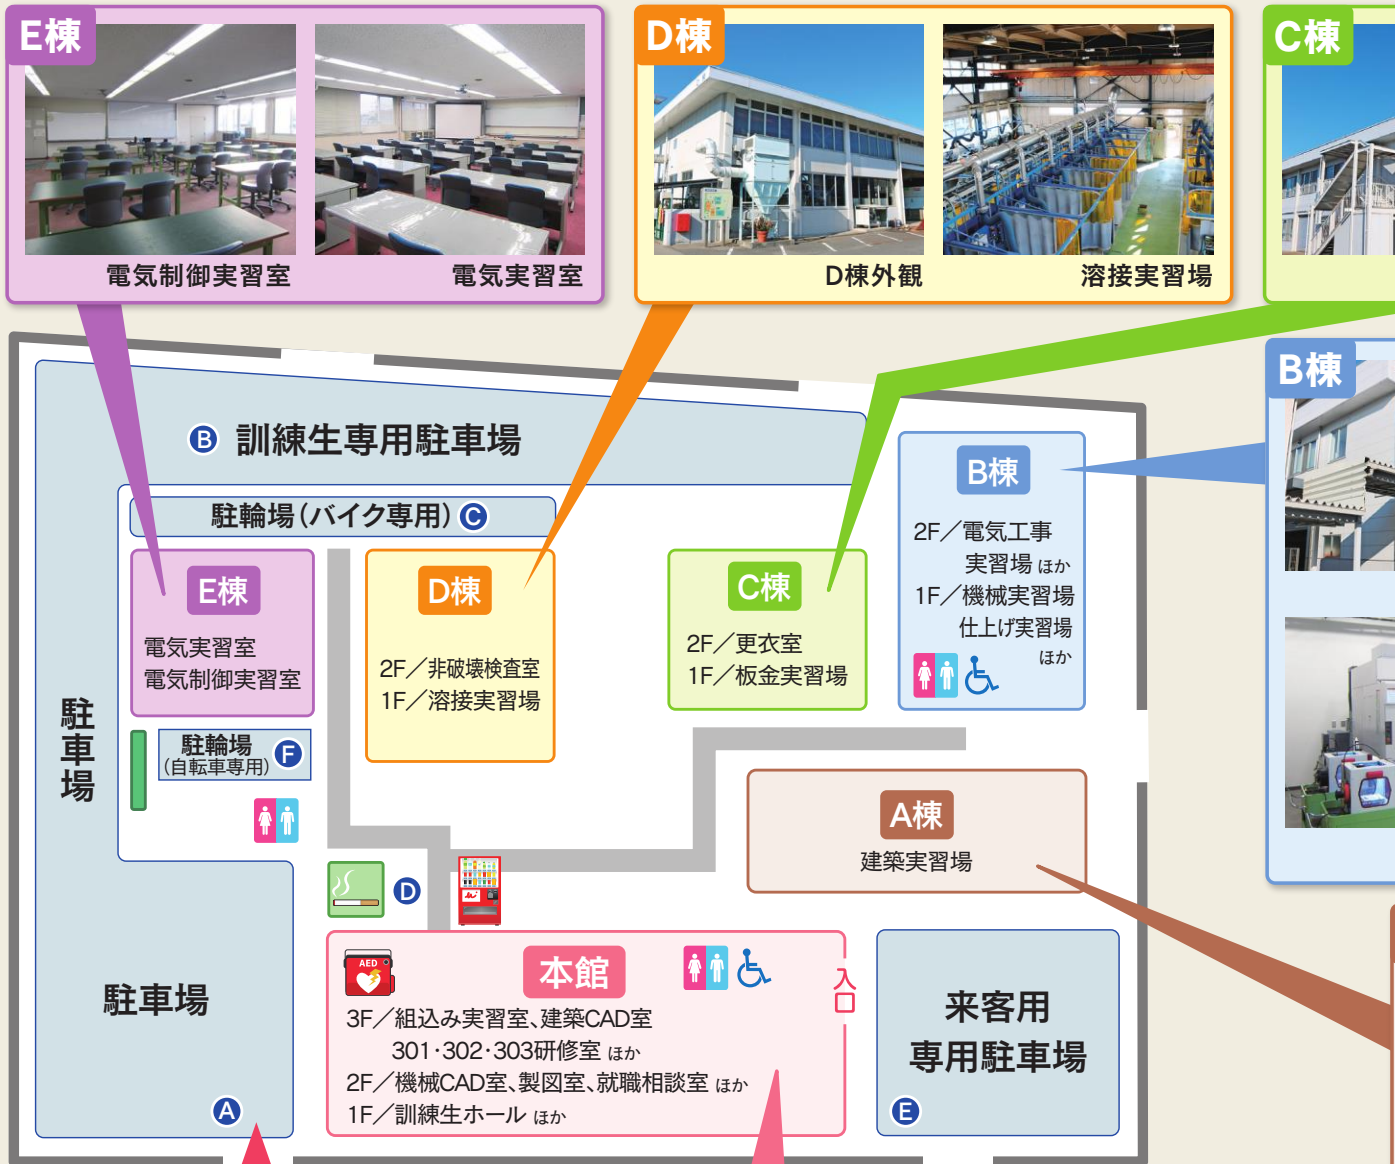 E棟
電気制御実習室
電気実習室
D棟
D棟外観
溶接実習場
C棟
B棟
B 訓練生専用駐車場
駐輪場(バイク専用) C
E棟
電気実習室
電気制御実習室
D棟
2F/非破壊検査室
1F/溶接実習場
C棟
2F/更衣室
1F/板金実習場
B棟
2F/電気工事
実習場 ほか
1F/機械実習場
仕上げ実習場
ほか
駐車場
駐輪場
(自転車専用)
F
A棟
建築実習場
D
駐車場
A
AED
本館
3F/組込み実習室、建築CAD室
301・302・303研修室 ほか
2F/機械CAD室、製図室、就職相談室 ほか
1F/訓練生ホール ほか
入口
来客用
専用駐車場
E